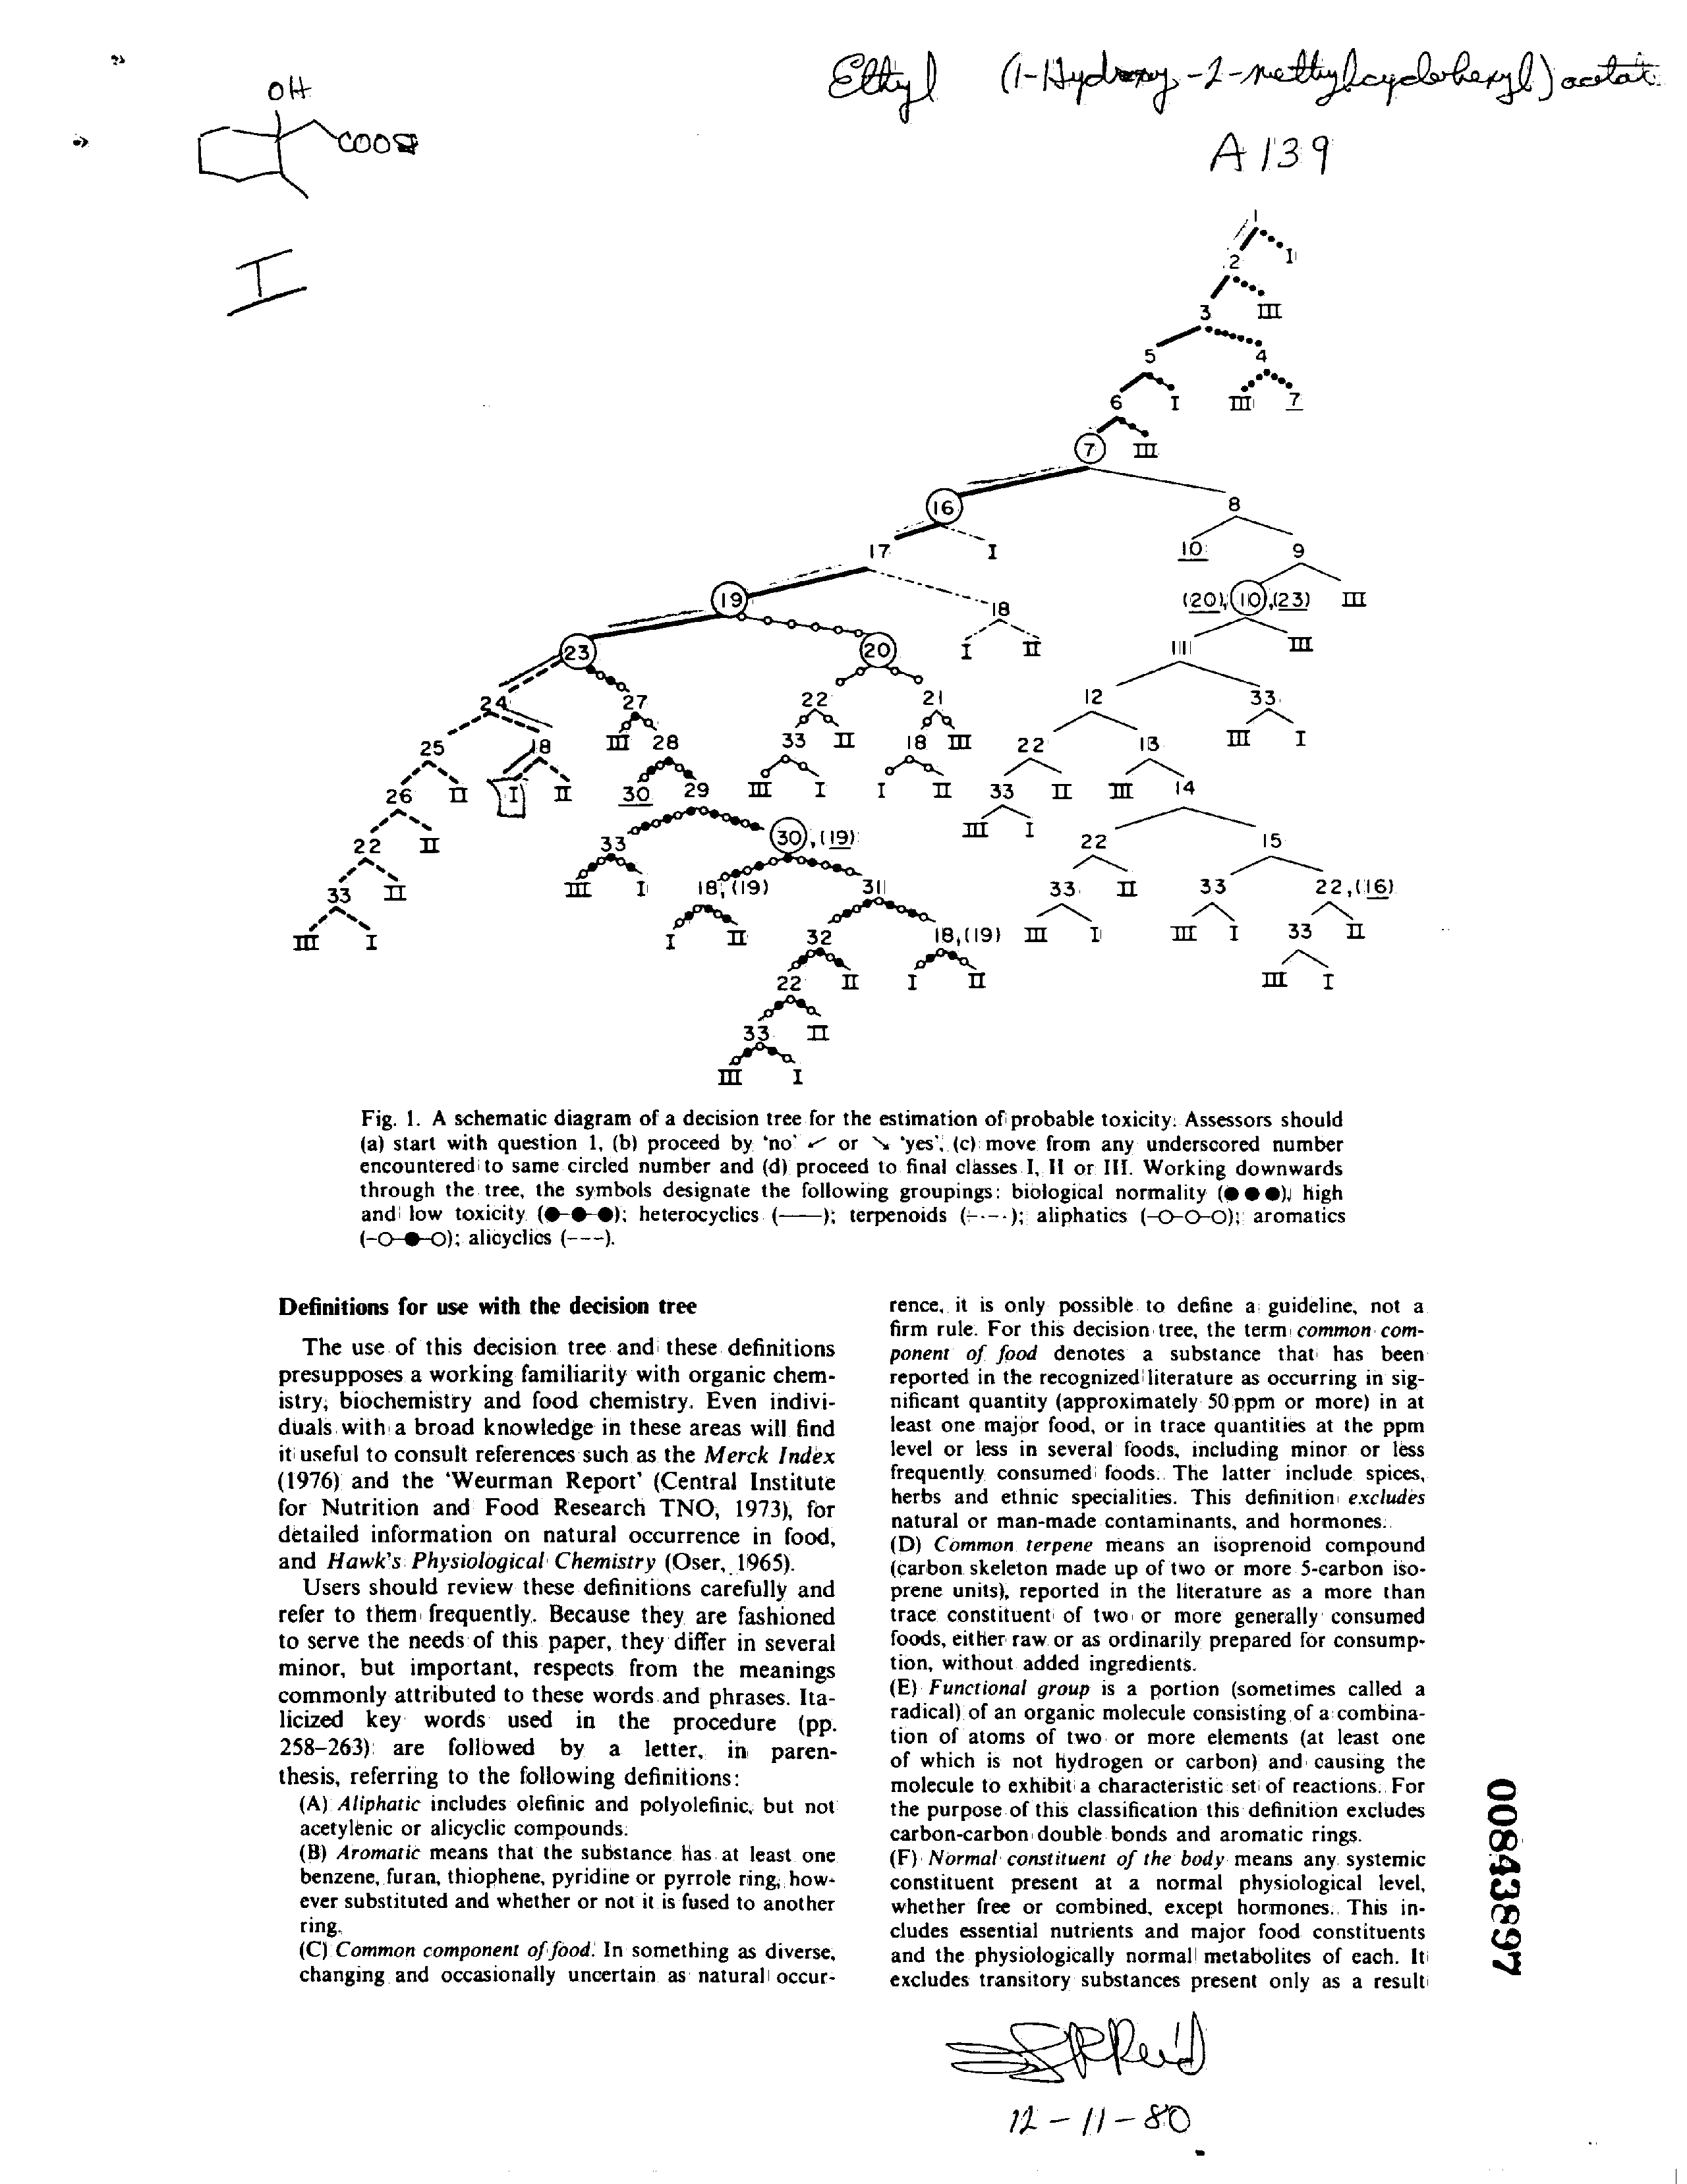 Ethyl (1-Hydroxy-2-methylcyclohexyl) acetate
OH
COO
A 139
I
1
2 I
3 III
5 4
6 I III 7
7 III
16 8
17 I 10 9
19 18 (20), 10, (23) III
23 20 I II 11 III
24 27 22 21 12 33
25 18 III 28 33 II 18 III 22 13 III I
26 II I II 30 29 III I I II 33 II III 14
22 II 33 30, (19) III I 22 15
33 II III I 18, (19) 31 33 II 33 22, (16)
III I I II 32 18, (19) III I III I 33 II
22 II I II III I
33 II
III I
Fig. 1. A schematic diagram of a decision tree for the estimation of probable toxicity. Assessors should
(a) start with question 1, (b) proceed by 'no' ↙ or ↘ 'yes', (c) move from any underscored number
encountered to same circled number and (d) proceed to final classes I, II or III. Working downwards
through the tree, the symbols designate the following groupings: biological normality (●●●); high
and low toxicity (●-●-●); heterocyclics (——); terpenoids (-·-·); aliphatics (-O-O-O); aromatics
(-O-●-O); alicyclics (---).
Definitions for use with the decision tree
The use of this decision tree and these definitions
presupposes a working familiarity with organic chem-
istry, biochemistry and food chemistry. Even indivi-
duals with a broad knowledge in these areas will find
it useful to consult references such as the Merck Index
(1976) and the 'Weurman Report' (Central Institute
for Nutrition and Food Research TNO, 1973), for
detailed information on natural occurrence in food,
and Hawk's Physiological Chemistry (Oser, 1965).
Users should review these definitions carefully and
refer to them frequently. Because they are fashioned
to serve the needs of this paper, they differ in several
minor, but important, respects from the meanings
commonly attributed to these words and phrases. Ita-
licized key words used in the procedure (pp.
258–263) are followed by a letter, in paren-
thesis, referring to the following definitions:
(A) Aliphatic includes olefinic and polyolefinic, but not
acetylenic or alicyclic compounds.
(B) Aromatic means that the substance has at least one
benzene, furan, thiophene, pyridine or pyrrole ring, how-
ever substituted and whether or not it is fused to another
ring.
(C) Common component of food. In something as diverse,
changing and occasionally uncertain as natural occur-
rence, it is only possible to define a guideline, not a
firm rule. For this decision tree, the term common com-
ponent of food denotes a substance that has been
reported in the recognized literature as occurring in sig-
nificant quantity (approximately 50 ppm or more) in at
least one major food, or in trace quantities at the ppm
level or less in several foods, including minor or less
frequently consumed foods. The latter include spices,
herbs and ethnic specialities. This definition excludes
natural or man-made contaminants, and hormones.
(D) Common terpene means an isoprenoid compound
(carbon skeleton made up of two or more 5-carbon iso-
prene units), reported in the literature as a more than
trace constituent of two or more generally consumed
foods, either raw or as ordinarily prepared for consump-
tion, without added ingredients.
(E) Functional group is a portion (sometimes called a
radical) of an organic molecule consisting of a combina-
tion of atoms of two or more elements (at least one
of which is not hydrogen or carbon) and causing the
molecule to exhibit a characteristic set of reactions. For
the purpose of this classification this definition excludes
carbon-carbon double bonds and aromatic rings.
(F) Normal constituent of the body means any systemic
constituent present at a normal physiological level,
whether free or combined, except hormones. This in-
cludes essential nutrients and major food constituents
and the physiologically normal metabolites of each. It
excludes transitory substances present only as a result
00843897
12-11-80